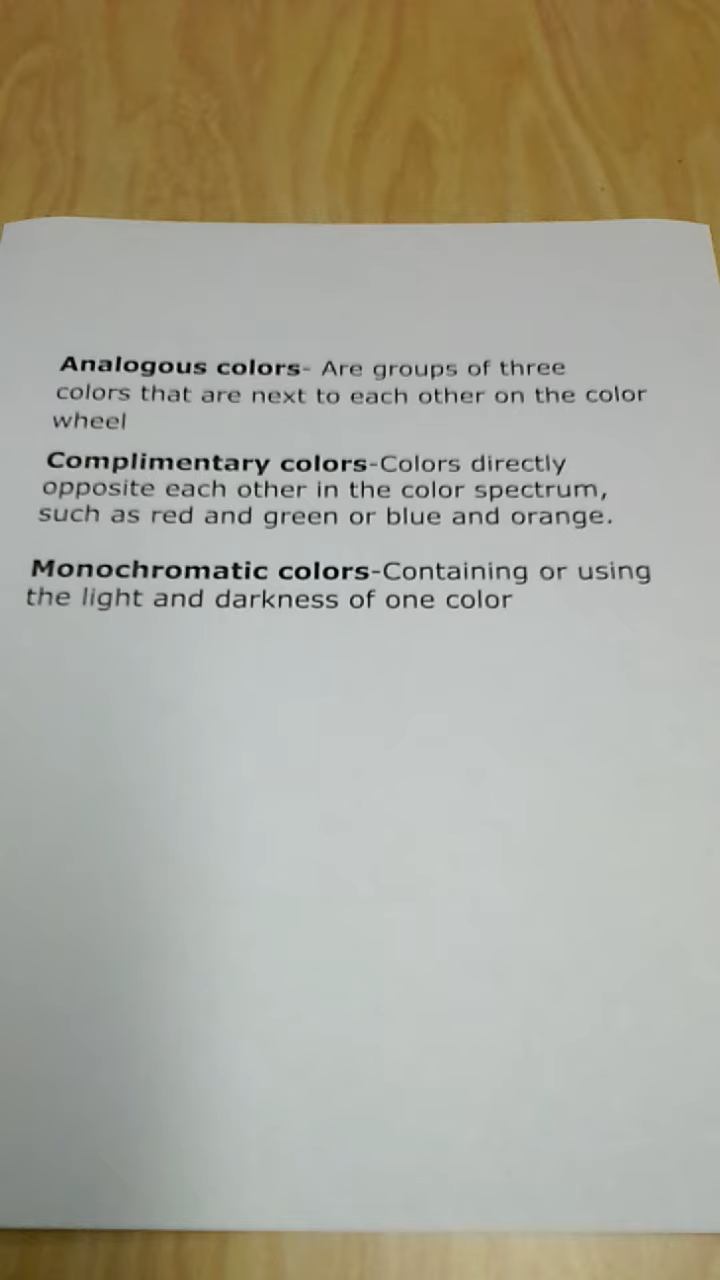 Analogous colors- Are groups of three
colors that are next to each other on the color
wheel
Complimentary colors-Colors directly
opposite each other in the color spectrum,
such as red and green or blue and orange.
Monochromatic colors-Containing or using
the light and darkness of one color